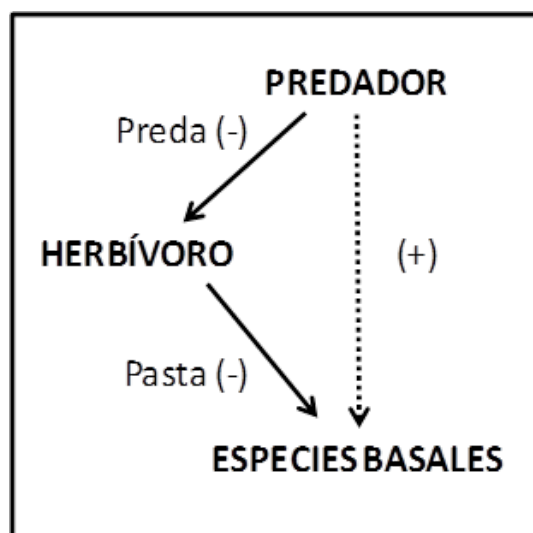 PREDADOR
Preda (-)
HERBÍVORO
(+)
Pasta (-)
ESPECIES BASALES